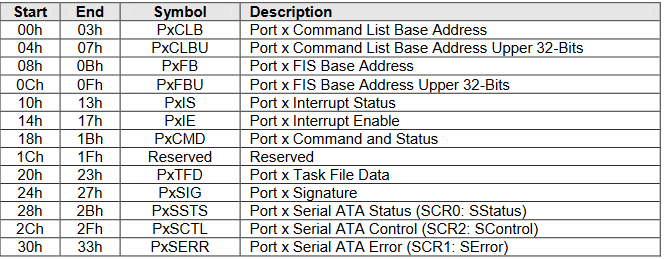 Start End Symbol Description
00h 03h PxCLB Port x Command List Base Address
04h 07h PxCLBU Port x Command List Base Address Upper 32-Bits
08h 0Bh PxFB Port x FIS Base Address
0Ch 0Fh PxFBU Port x FIS Base Address Upper 32-Bits
10h 13h PxIS Port x Interrupt Status
14h 17h PxIE Port x Interrupt Enable
18h 1Bh PxCMD Port x Command and Status
1Ch 1Fh Reserved Reserved
20h 23h PxTFD Port x Task File Data
24h 27h PxSIG Port x Signature
28h 2Bh PxSSTS Port x Serial ATA Status (SCR0: SStatus)
2Ch 2Fh PxSCTL Port x Serial ATA Control (SCR2: SControl)
30h 33h PxSERR Port x Serial ATA Error (SCR1: SError)